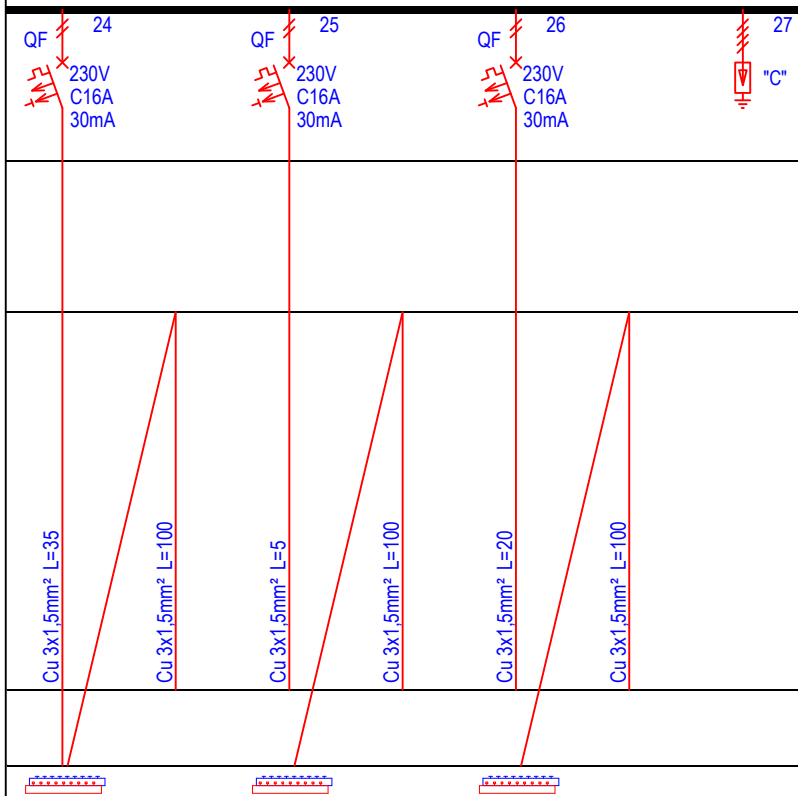 24
QF
230V
C16A
30mA
25
QF
230V
C16A
30mA
26
QF
230V
C16A
30mA
27
"C"
Cu 3x1,5mm² L=35
Cu 3x1,5mm² L=100
Cu 3x1,5mm² L=5
Cu 3x1,5mm² L=100
Cu 3x1,5mm² L=20
Cu 3x1,5mm² L=100